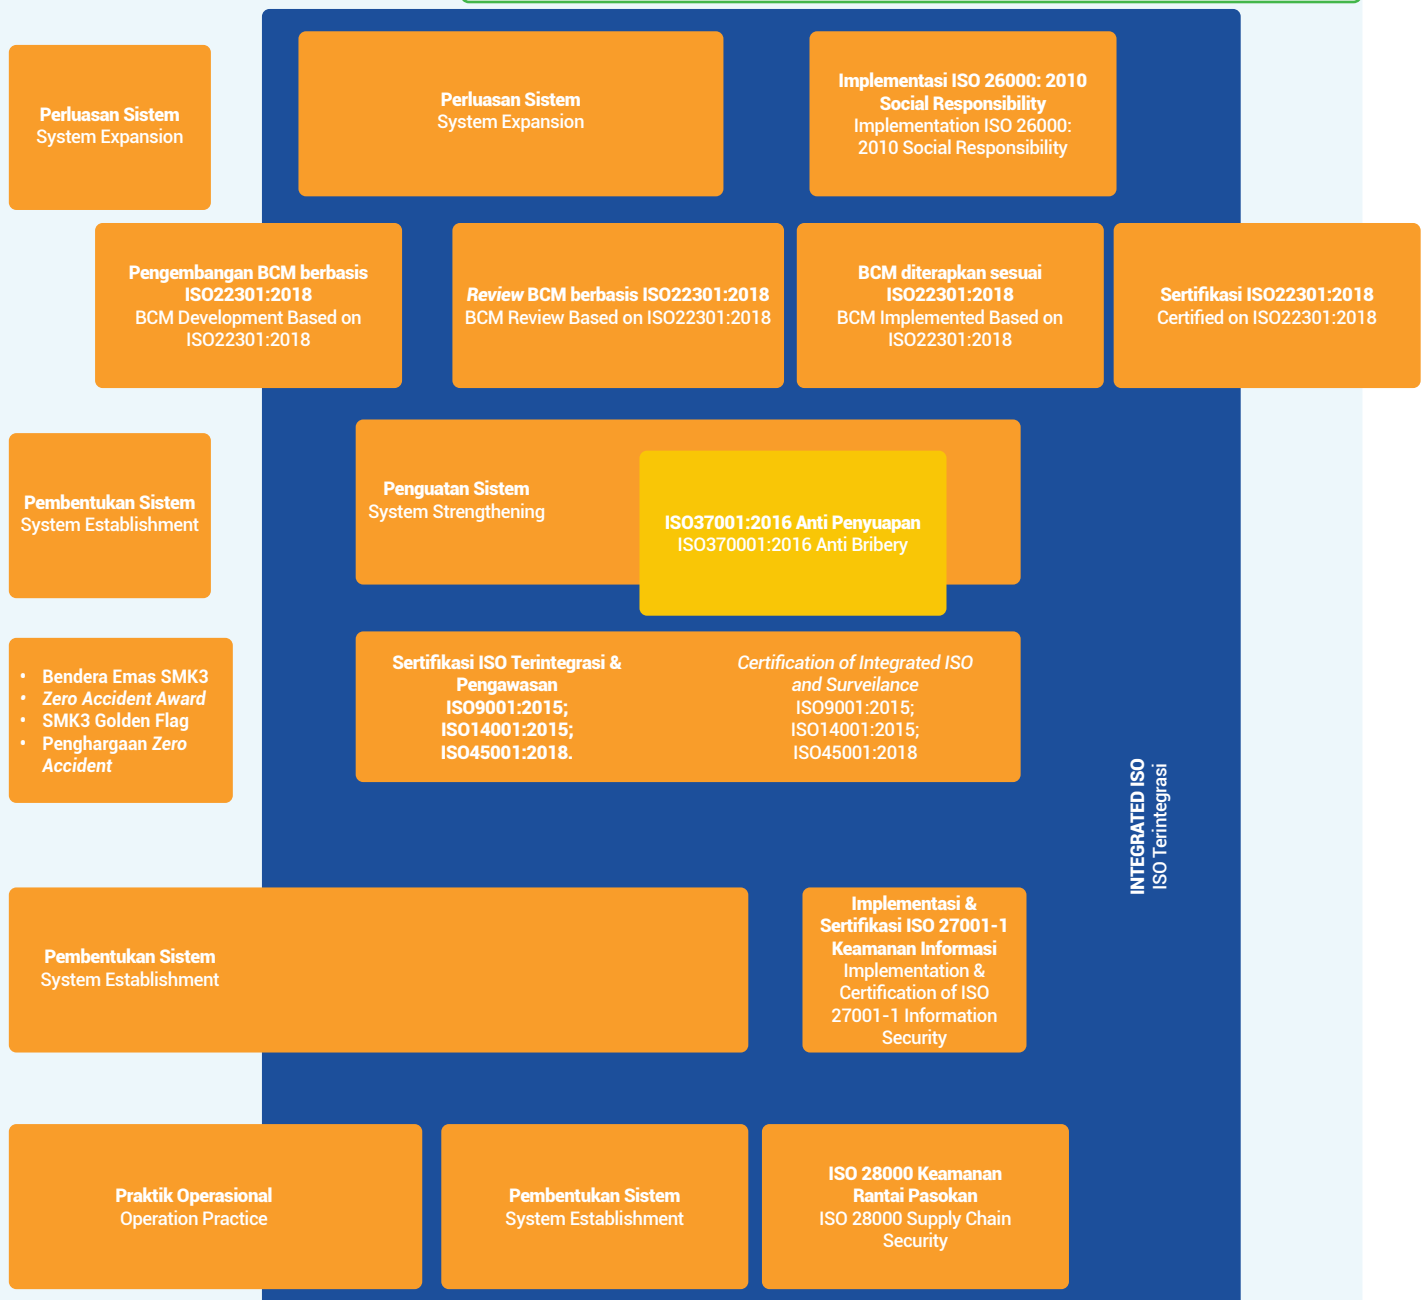 Perluasan Sistem
System Expansion
Perluasan Sistem
System Expansion
Implementasi ISO 26000: 2010
Social Responsibility
Implementation ISO 26000:
2010 Social Responsibility
Pengembangan BCM berbasis
ISO22301:2018
BCM Development Based on
ISO22301:2018
Review BCM berbasis ISO22301:2018
BCM Review Based on ISO22301:2018
BCM diterapkan sesuai
ISO22301:2018
BCM Implemented Based on
ISO22301:2018
Sertifikasi ISO22301:2018
Certified on ISO22301:2018
Pembentukan Sistem
System Establishment
Penguatan Sistem
System Strengthening
ISO37001:2016 Anti Penyuapan
ISO370001:2016 Anti Bribery
• Bendera Emas SMK3
• Zero Accident Award
• SMK3 Golden Flag
• Penghargaan Zero
Accident
Sertifikasi ISO Terintegrasi &
Pengawasan
ISO9001:2015;
ISO14001:2015;
ISO45001:2018.
Certification of Integrated ISO
and Surveilance
ISO9001:2015;
ISO14001:2015;
ISO45001:2018
INTEGRATED ISO
ISO Terintegrasi
Pembentukan Sistem
System Establishment
Implementasi &
Sertifikasi ISO 27001-1
Keamanan Informasi
Implementation &
Certification of ISO
27001-1 Information
Security
Praktik Operasional
Operation Practice
Pembentukan Sistem
System Establishment
ISO 28000 Keamanan
Rantai Pasokan
ISO 28000 Supply Chain
Security